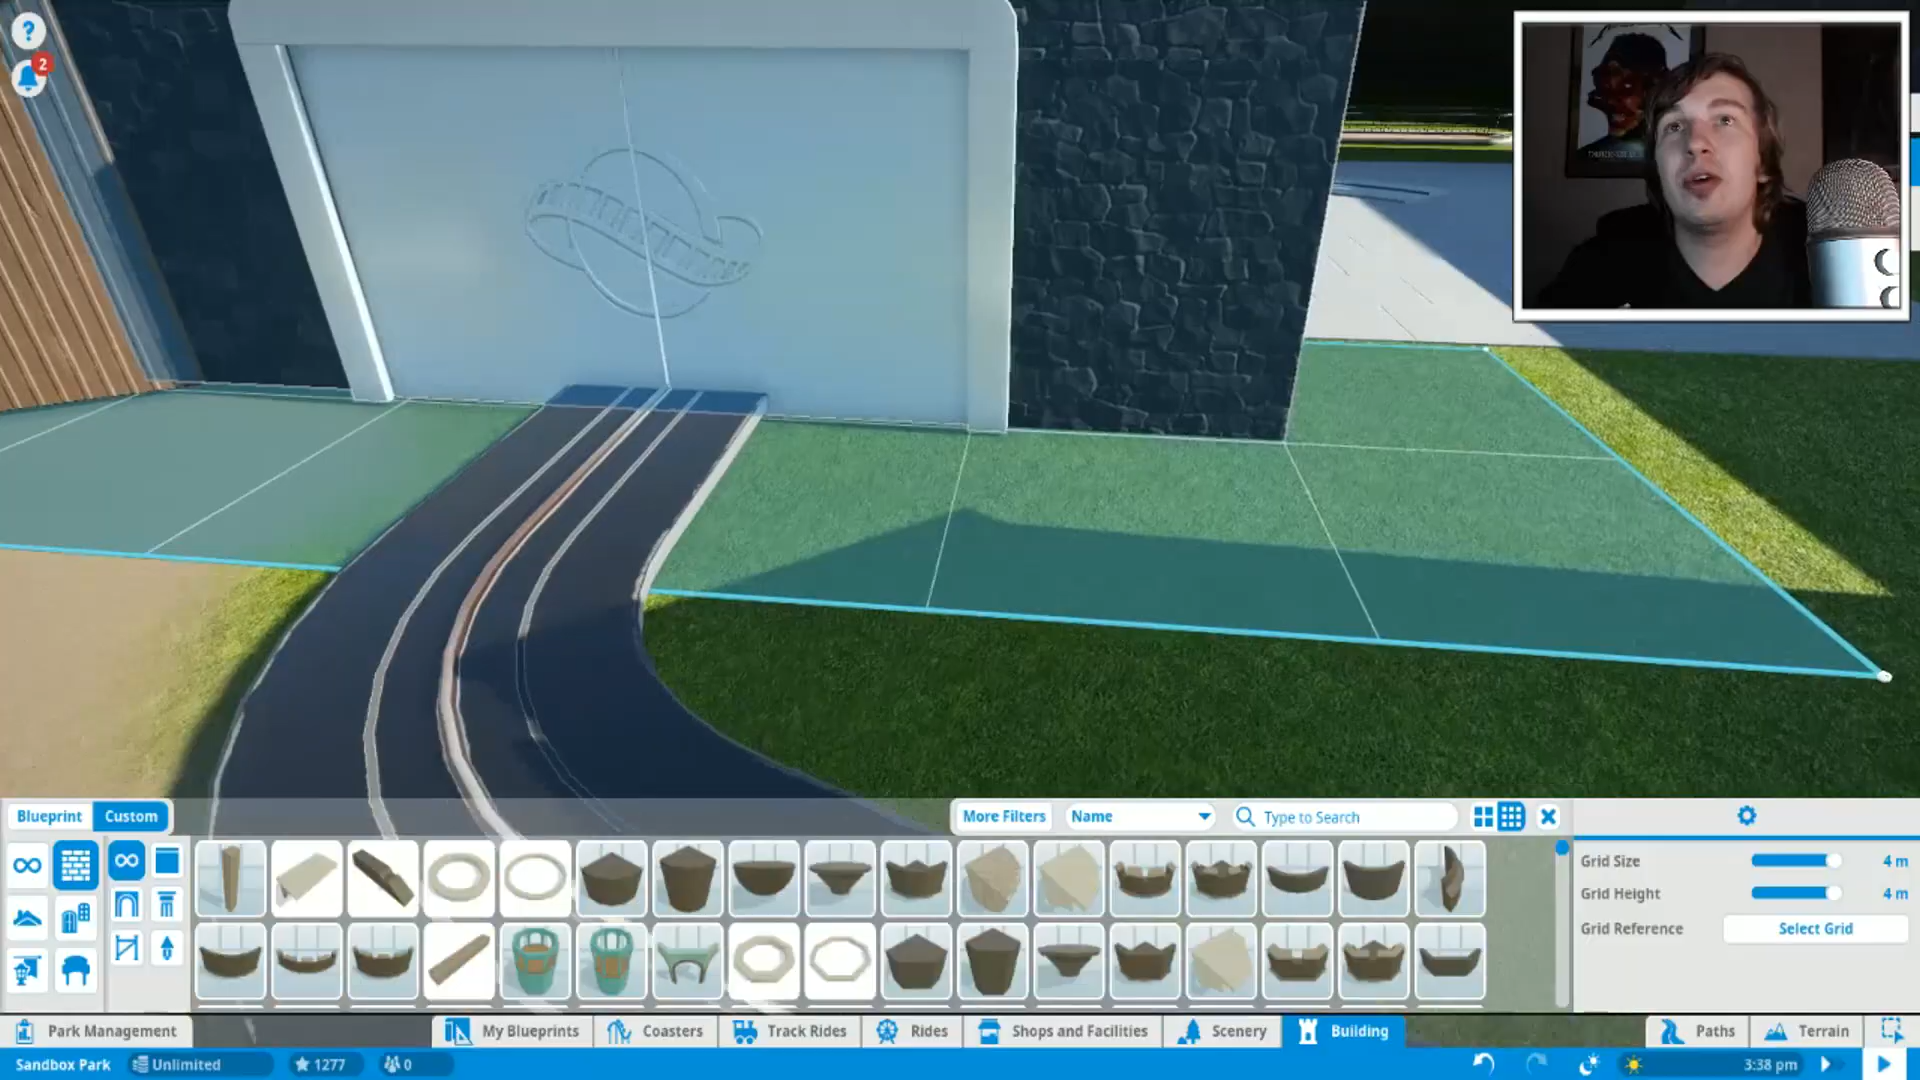 ?
2
Blueprint
Custom
More Filters
Name
Type to Search
Grid Size
4 m
Grid Height
4 m
Grid Reference
Select Grid
Park Management
My Blueprints
Coasters
Track Rides
Rides
Shops and Facilities
Scenery
Building
Paths
Terrain
Sandbox Park
Unlimited
1277
0
3:38 pm